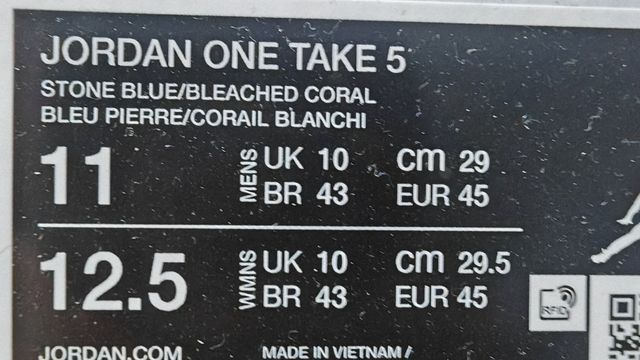 JORDAN ONE TAKE 5
STONE BLUE/BLEACHED CORAL
BLEU PIERRE/CORAIL BLANCHI
11 MENS UK 10 CM 29
BR 43 EUR 45
12.5 WMNS UK 10 CM 29.5
BR 43 EUR 45
RFID
JORDAN.COM MADE IN VIETNAM /